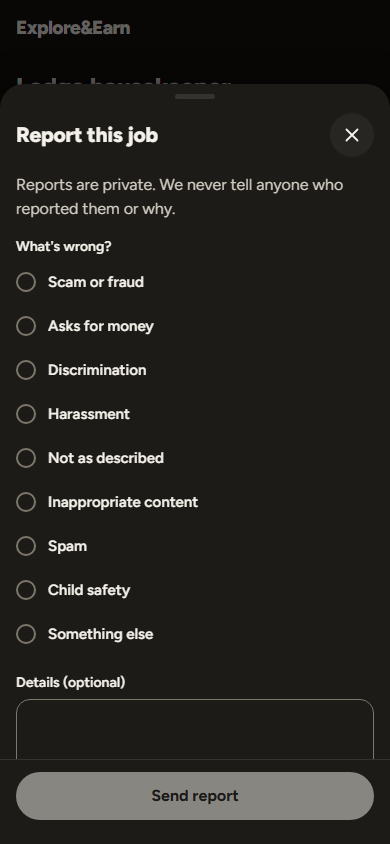 Explore&Earn
Lodge housekeeper
Report this job
Reports are private. We never tell anyone who
reported them or why.
What's wrong?
Scam or fraud
Asks for money
Discrimination
Harassment
Not as described
Inappropriate content
Spam
Child safety
Something else
Details (optional)
Send report